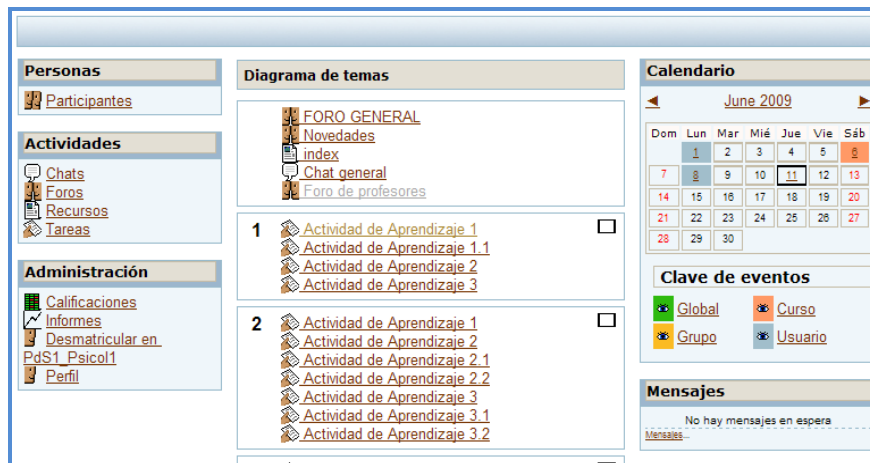 Personas
Participantes
Actividades
Chats
Foros
Recursos
Tareas
Administración
Calificaciones
Informes
Desmatricular en
PdS1_Psicol1
Perfil
Diagrama de temas
FORO GENERAL
Novedades
index
Chat general
Foro de profesores
1 Actividad de Aprendizaje 1
Actividad de Aprendizaje 1.1
Actividad de Aprendizaje 2
Actividad de Aprendizaje 3
2 Actividad de Aprendizaje 1
Actividad de Aprendizaje 2
Actividad de Aprendizaje 2.1
Actividad de Aprendizaje 2.2
Actividad de Aprendizaje 3
Actividad de Aprendizaje 3.1
Actividad de Aprendizaje 3.2
Calendario
◄ June 2009 ►
Dom Lun Mar Mié Jue Vie Sáb
1 2 3 4 5 6
7 8 9 10 11 12 13
14 15 16 17 18 19 20
21 22 23 24 25 26 27
28 29 30
Clave de eventos
Global Curso
Grupo Usuario
Mensajes
No hay mensajes en espera
Mensajes...